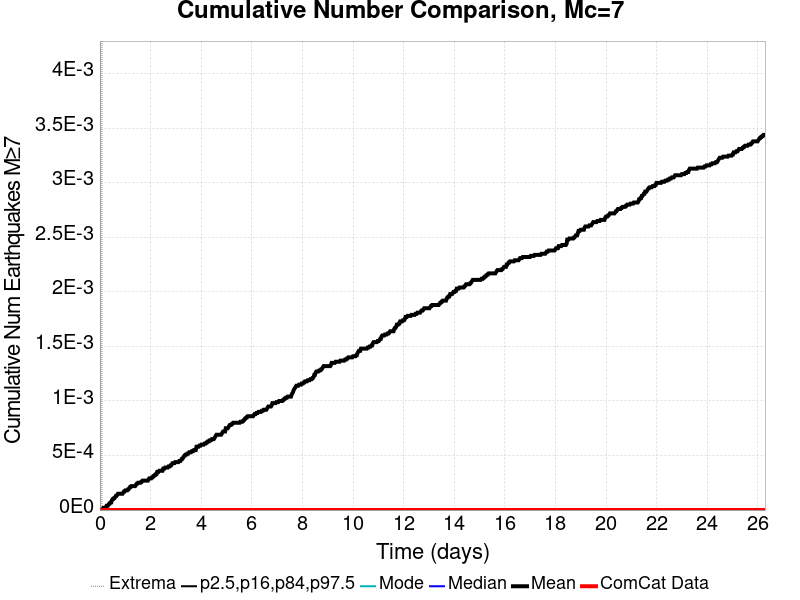 Cumulative Number Comparison, Mc=7
Cumulative Num Earthquakes M≥7
4E-3
3.5E-3
3E-3
2.5E-3
2E-3
1.5E-3
1E-3
5E-4
0E0
0 2 4 6 8 10 12 14 16 18 20 22 24 26
Time (days)
Extrema p2.5,p16,p84,p97.5 Mode Median Mean ComCat Data